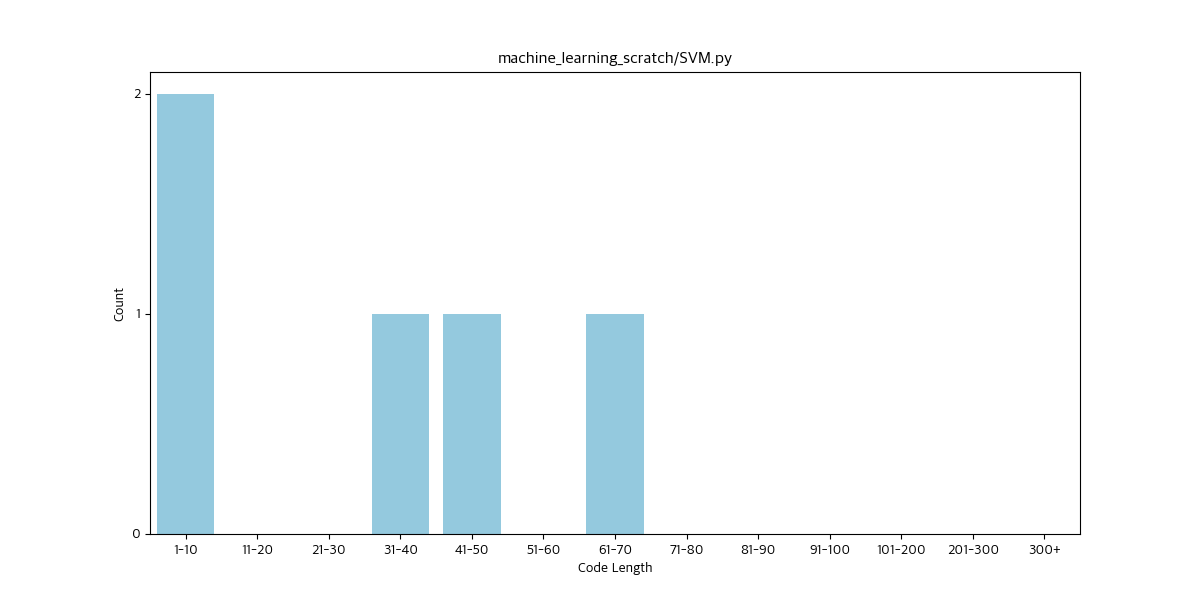 machine_learning_scratch/SVM.py
2
1
0
Count
1-10 11-20 21-30 31-40 41-50 51-60 61-70 71-80 81-90 91-100 101-200 201-300 300+
Code Length